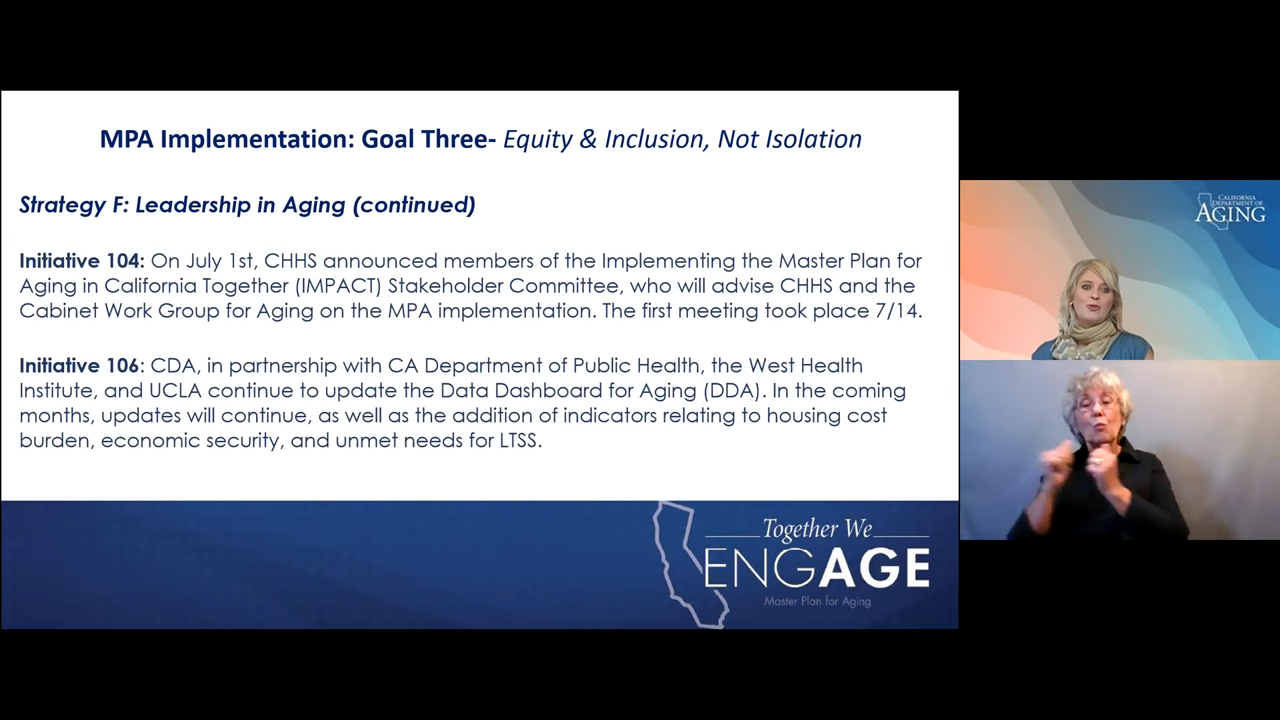 MPA Implementation: Goal Three- Equity & Inclusion, Not Isolation
Strategy F: Leadership in Aging (continued)
Initiative 104: On July 1st, CHHS announced members of the Implementing the Master Plan for
Aging in California Together (IMPACT) Stakeholder Committee, who will advise CHHS and the
Cabinet Work Group for Aging on the MPA implementation. The first meeting took place 7/14.
Initiative 106: CDA, in partnership with CA Department of Public Health, the West Health
Institute, and UCLA continue to update the Data Dashboard for Aging (DDA). In the coming
months, updates will continue, as well as the addition of indicators relating to housing cost
burden, economic security, and unmet needs for LTSS.
Together We
ENGAGE
Master Plan for Aging
CALIFORNIA
DEPARTMENT OF
AGING